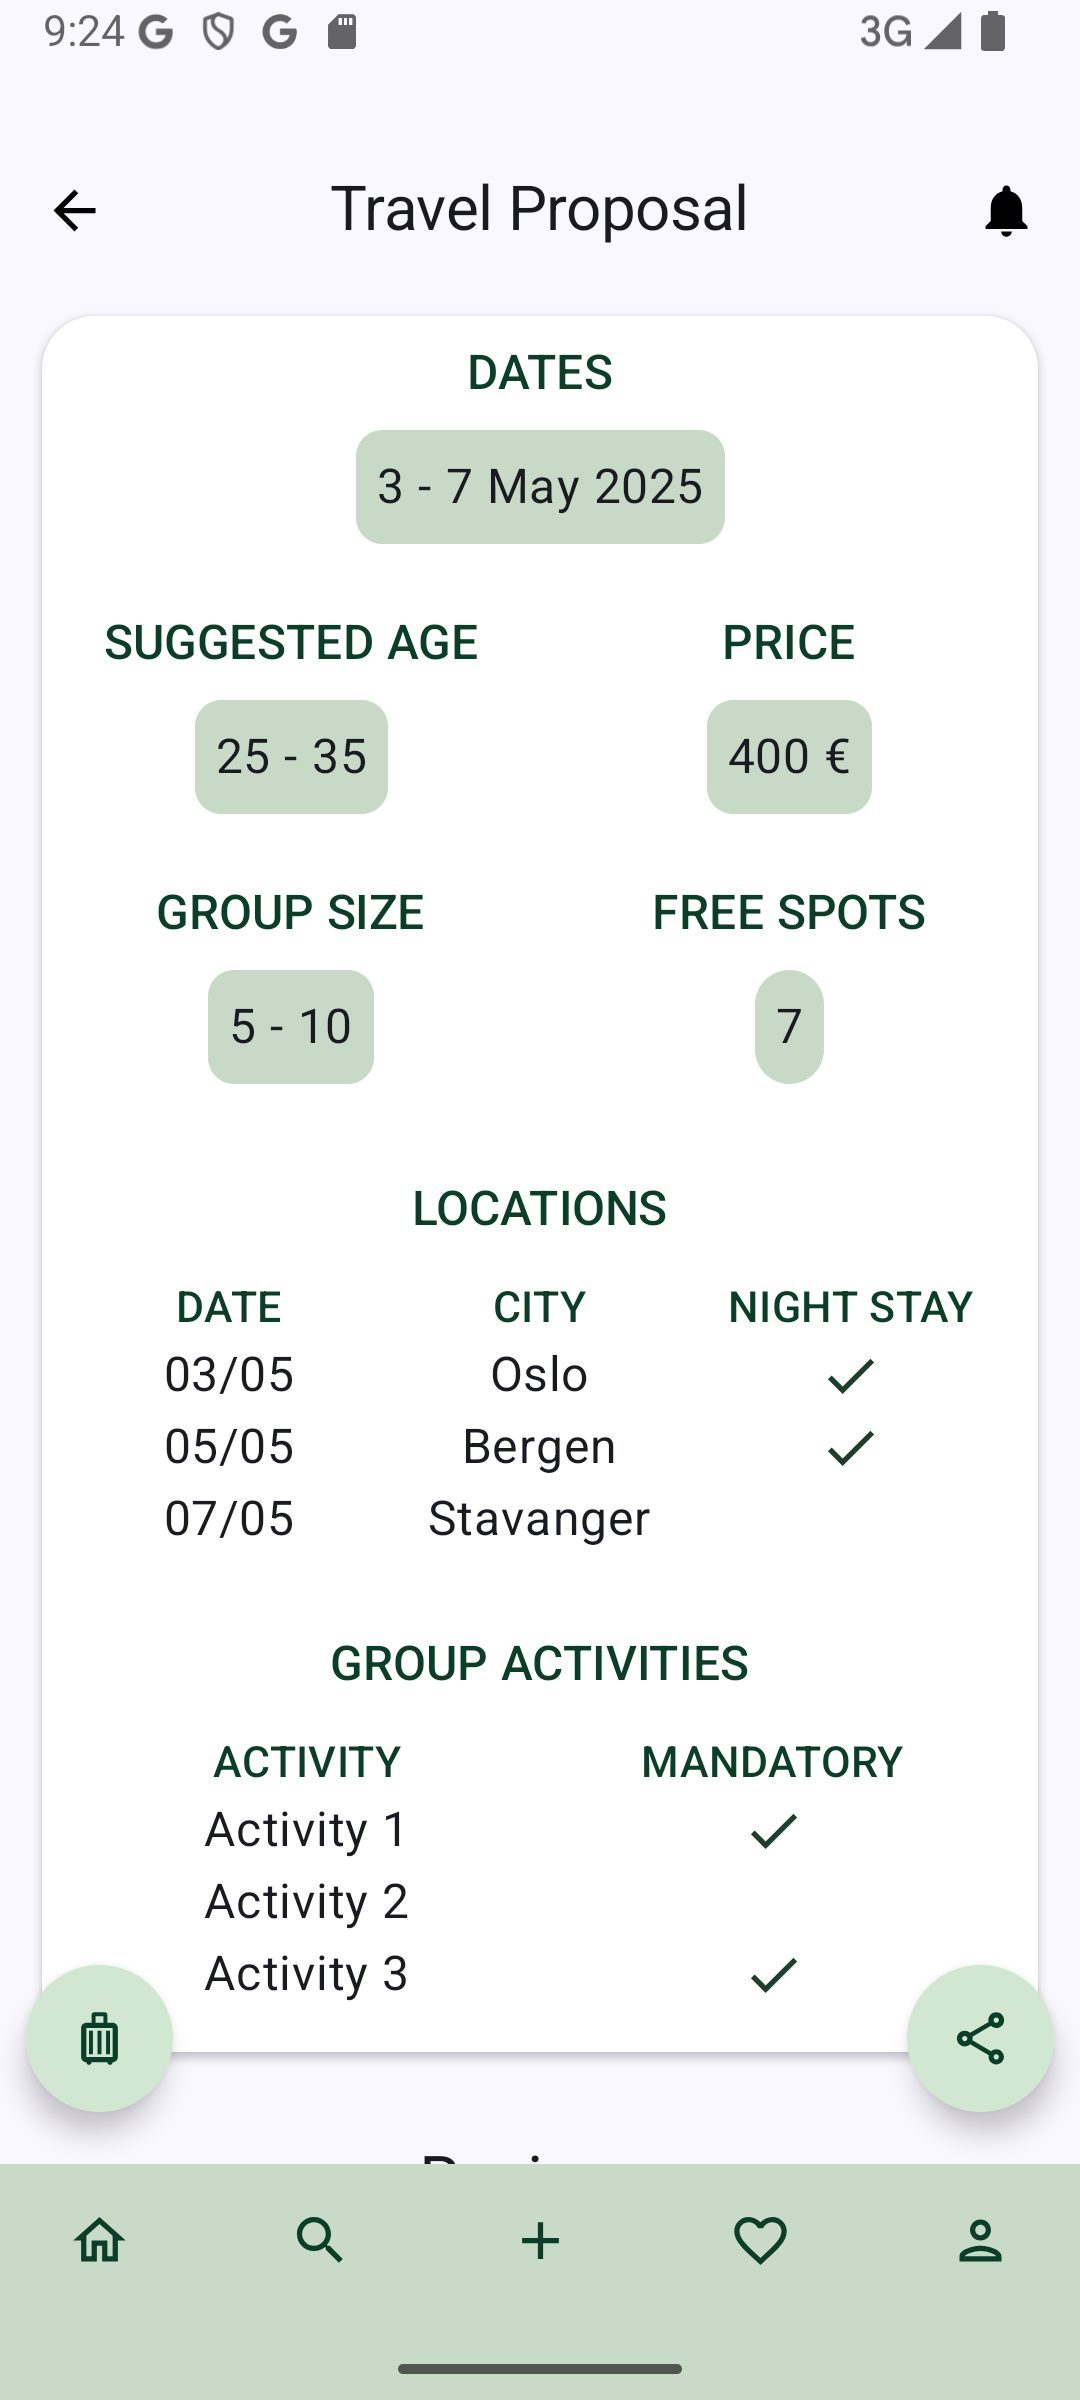 9:24
3G
Travel Proposal
DATES
3 - 7 May 2025
SUGGESTED AGE PRICE
25 - 35 400 €
GROUP SIZE FREE SPOTS
5 - 10 7
LOCATIONS
DATE CITY NIGHT STAY
03/05 Oslo
05/05 Bergen
07/05 Stavanger
GROUP ACTIVITIES
ACTIVITY MANDATORY
Activity 1
Activity 2
Activity 3